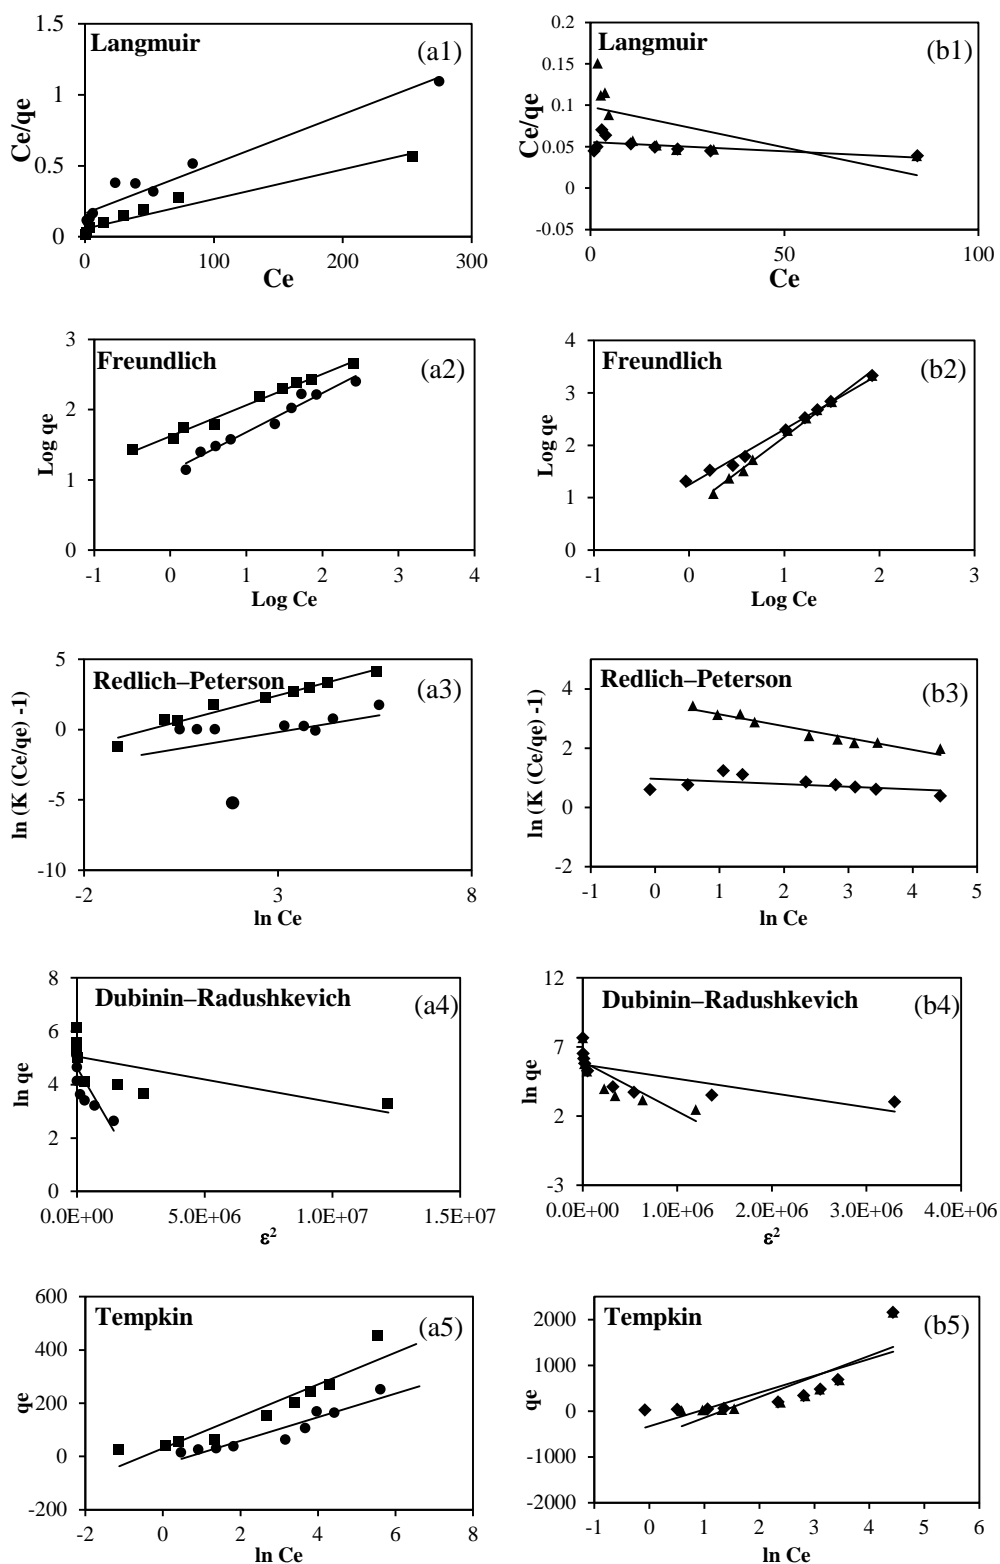 Langmuir
(a1)
1.5
1
0.5
0
Ce/qe
0
100
200
300
Ce
Langmuir
(b1)
0.2
0.15
0.1
0.05
0
-0.05
Ce/qe
0
50
100
Ce
Freundlich
(a2)
3
2
1
0
Log qe
-1
0
1
2
3
4
Log Ce
Freundlich
(b2)
4
3
2
1
0
Log qe
-1
0
1
2
3
Log Ce
Redlich–Peterson
(a3)
5
0
-5
-10
ln (K (Ce/qe) -1)
-2
3
8
ln Ce
Redlich–Peterson
(b3)
4
2
0
-2
ln (K (Ce/qe) -1)
-1
0
1
2
3
4
5
ln Ce
Dubinin–Radushkevich
(a4)
8
6
4
2
0
ln qe
0.0E+00
5.0E+06
1.0E+07
1.5E+07
ε²
Dubinin–Radushkevich
(b4)
12
7
2
-3
ln qe
0.0E+00
1.0E+06
2.0E+06
3.0E+06
4.0E+06
ε²
Tempkin
(a5)
600
400
200
0
-200
qe
-2
0
2
4
6
8
ln Ce
Tempkin
(b5)
2000
1000
0
-1000
-2000
qe
-1
0
1
2
3
4
5
6
ln Ce